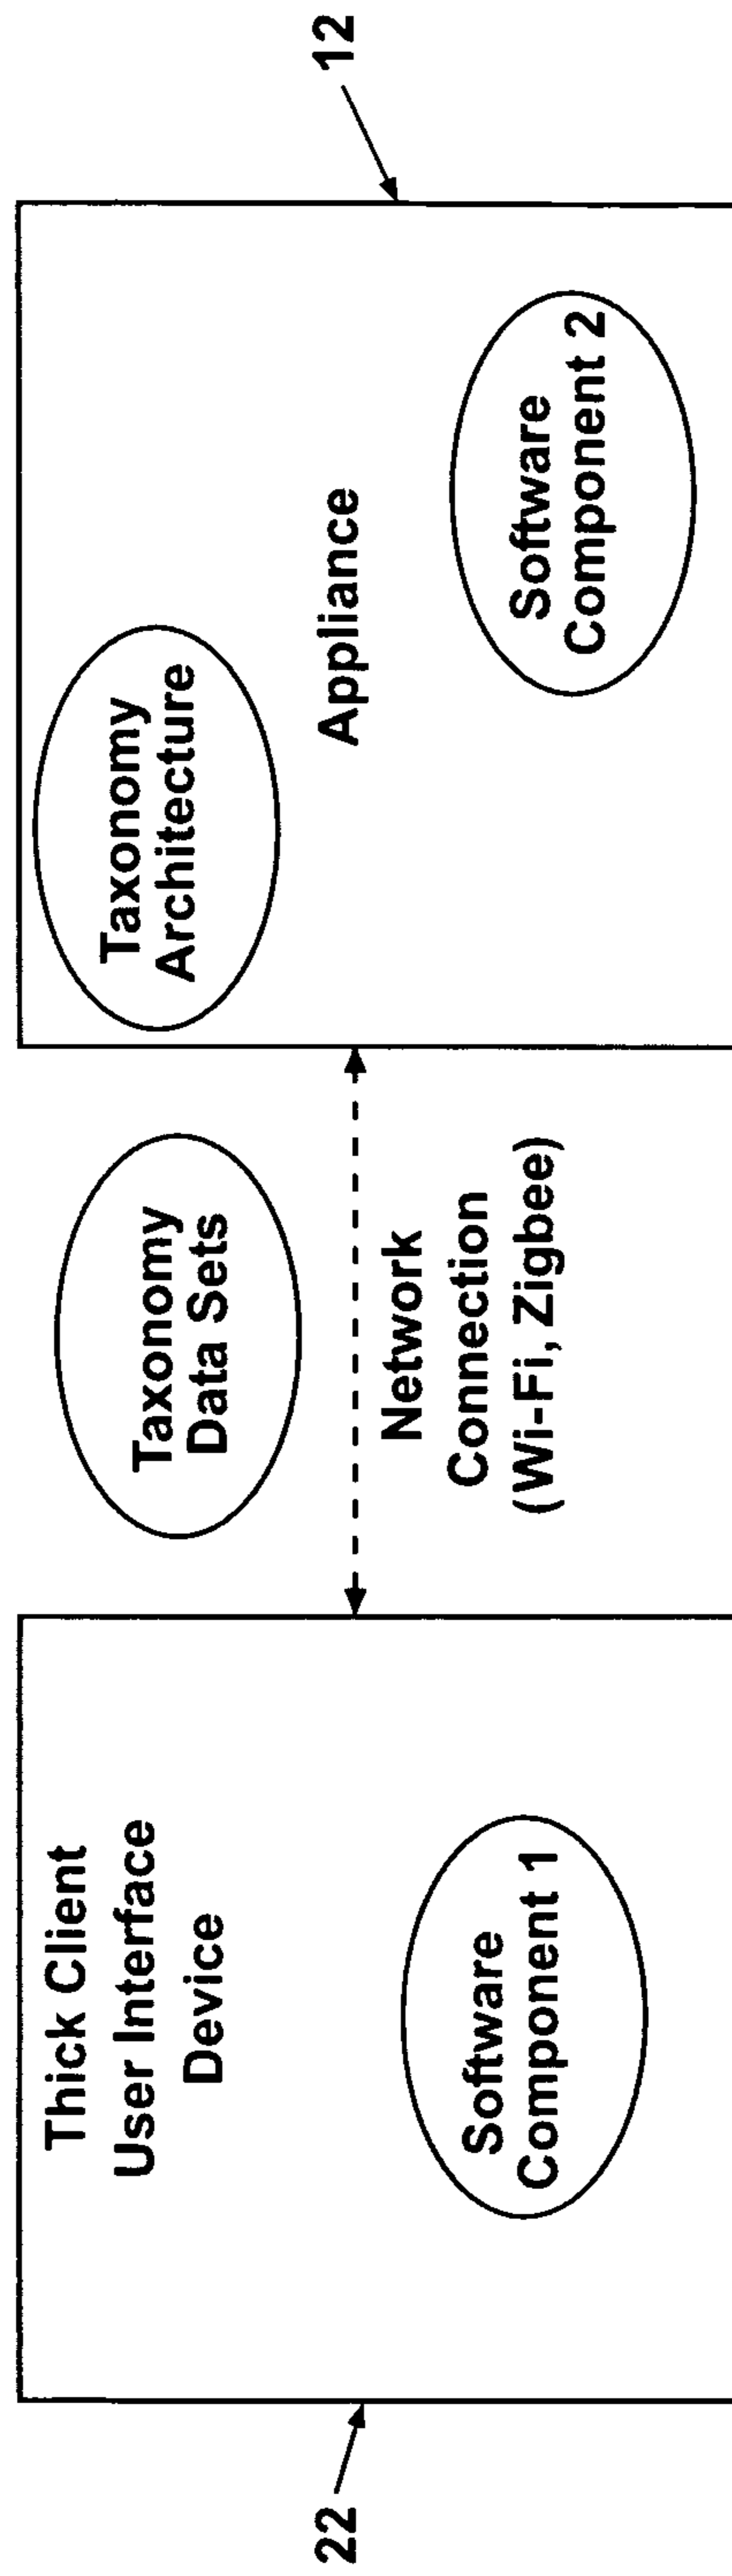 22
Thick Client
User Interface
Device
Software
Component 1
Taxonomy
Data Sets
Network
Connection
(Wi-Fi, Zigbee)
Taxonomy
Architecture
Appliance
Software
Component 2
12